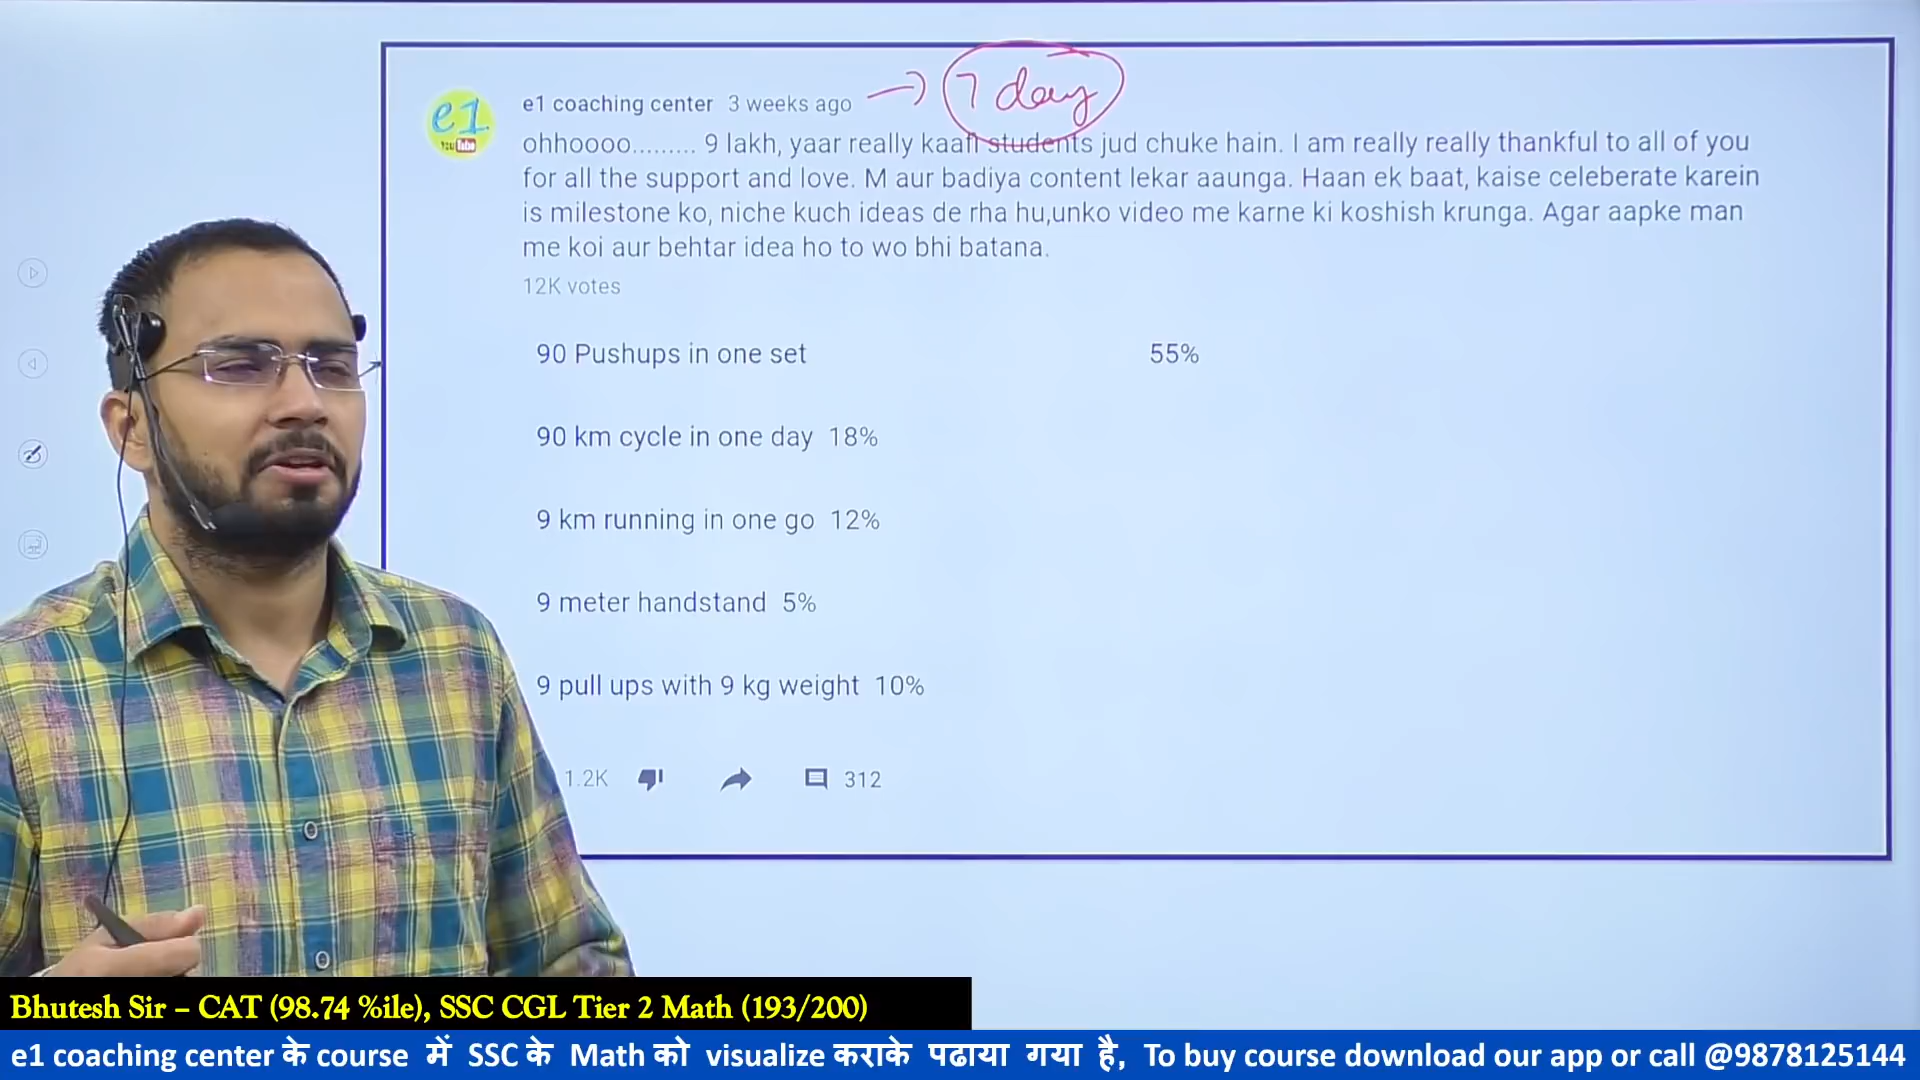 e1 coaching center 3 weeks ago → 7 day
e1
You Tube
ohhoooo......... 9 lakh, yaar really kaafi students jud chuke hain. I am really really thankful to all of you
for all the support and love. M aur badiya content lekar aaunga. Haan ek baat, kaise celeberate karein
is milestone ko, niche kuch ideas de rha hu,unko video me karne ki koshish krunga. Agar aapke man
me koi aur behtar idea ho to wo bhi batana.
12K votes
90 Pushups in one set 55%
90 km cycle in one day 18%
9 km running in one go 12%
9 meter handstand 5%
9 pull ups with 9 kg weight 10%
1.2K 312
Bhutesh Sir – CAT (98.74 %ile), SSC CGL Tier 2 Math (193/200)
e1 coaching center के course में SSC के Math को visualize कराके पढाया गया है, To buy course download our app or call @9878125144